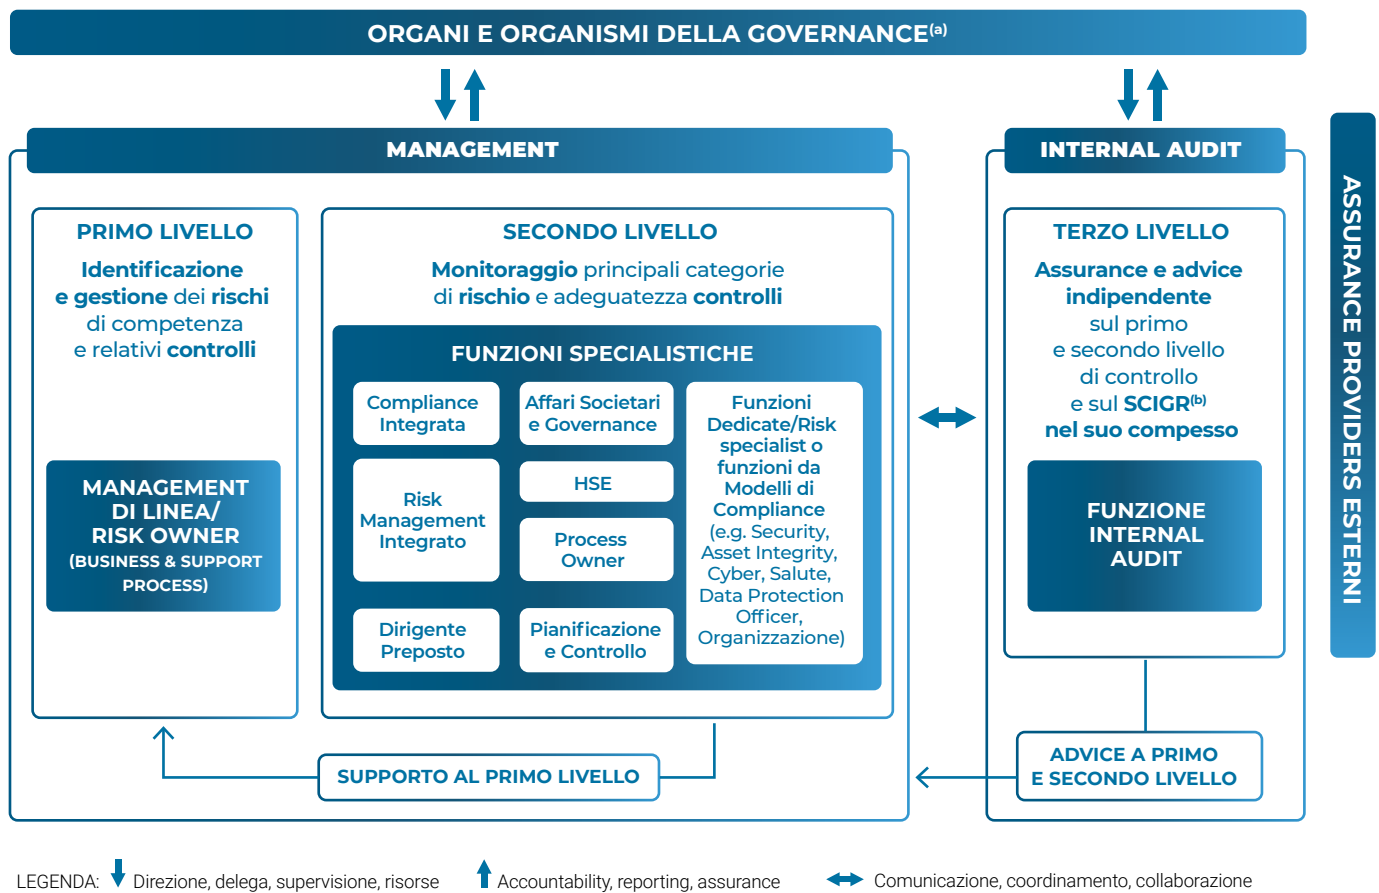 ORGANI E ORGANISMI DELLA GOVERNANCE(a)
MANAGEMENT
PRIMO LIVELLO
Identificazione
e gestione dei rischi
di competenza
e relativi controlli
MANAGEMENT
DI LINEA/
RISK OWNER
(BUSINESS & SUPPORT
PROCESS)
SECONDO LIVELLO
Monitoraggio principali categorie
di rischio e adeguatezza controlli
FUNZIONI SPECIALISTICHE
Compliance
Integrata
Risk
Management
Integrato
Dirigente
Preposto
Affari Societari
e Governance
HSE
Process
Owner
Pianificazione
e Controllo
Funzioni
Dedicate/Risk
specialist o
funzioni da
Modelli di
Compliance
(e.g. Security,
Asset Integrity,
Cyber, Salute,
Data Protection
Officer,
Organizzazione)
SUPPORTO AL PRIMO LIVELLO
INTERNAL AUDIT
TERZO LIVELLO
Assurance e advice
indipendente
sul primo
e secondo livello
di controllo
e sul SCIGR(b)
nel suo compesso
FUNZIONE
INTERNAL
AUDIT
ADVICE A PRIMO
E SECONDO LIVELLO
ASSURANCE PROVIDERS ESTERNI
LEGENDA: Direzione, delega, supervisione, risorse Accountability, reporting, assurance Comunicazione, coordinamento, collaborazione